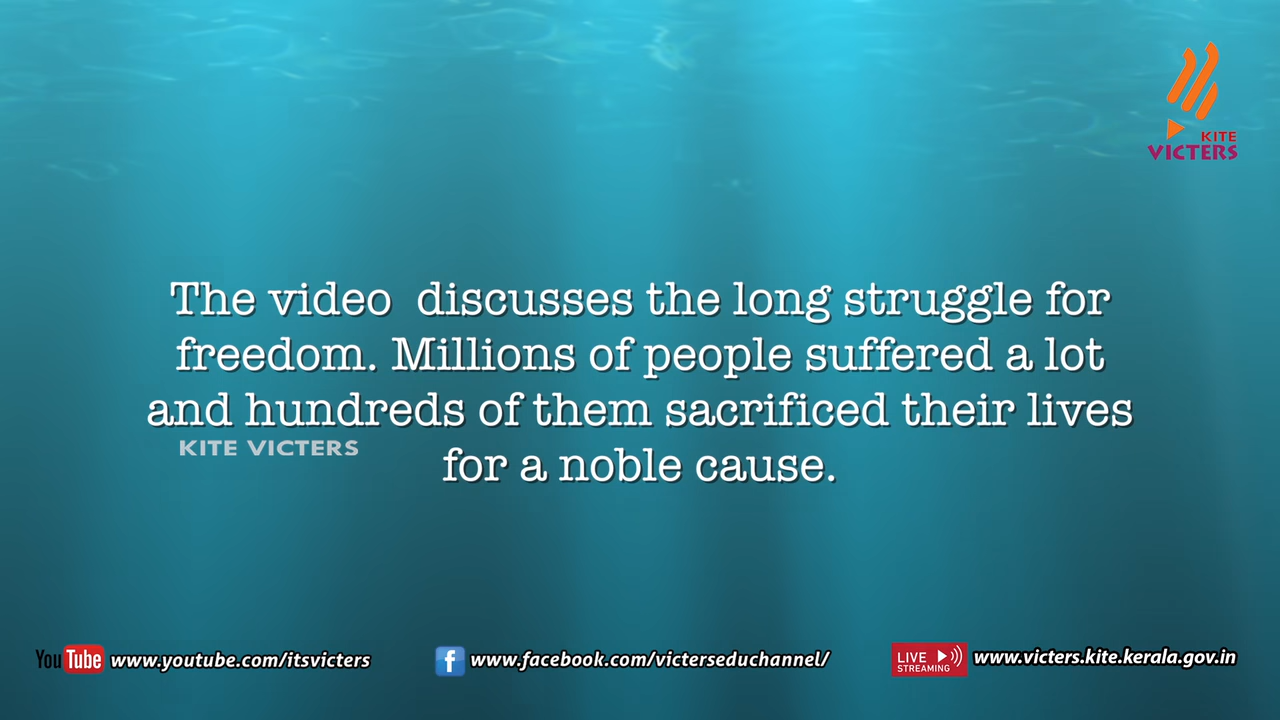 KITE
VICTERS
The video discusses the long struggle for
freedom. Millions of people suffered a lot
and hundreds of them sacrificed their lives
KITE VICTERS
for a noble cause.
YouTube www.youtube.com/itsvicters
f www.facebook.com/victerseduchannel/
LIVE STREAMING www.victers.kite.kerala.gov.in